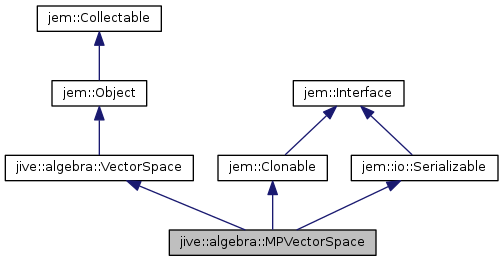 jem::Collectable
jem::Object
jem::Interface
jive::algebra::VectorSpace
jem::Clonable
jem::io::Serializable
jive::algebra::MPVectorSpace